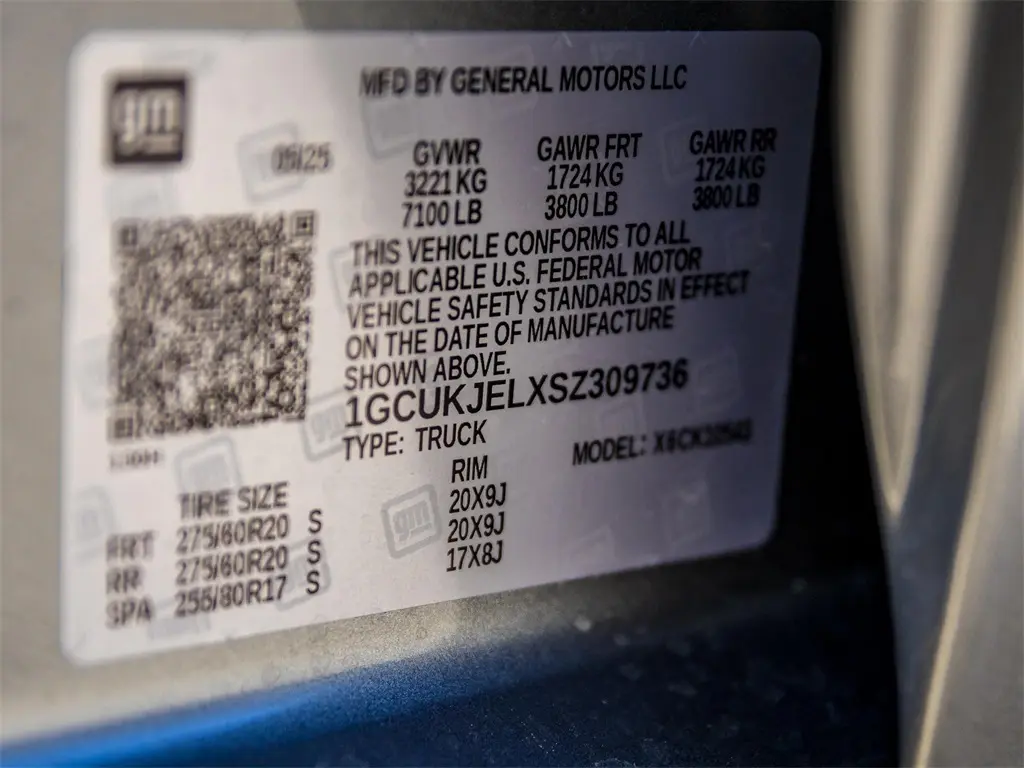 gm
MFD BY GENERAL MOTORS LLC
05/25
GVWR GAWR FRT GAWR RR
3221 KG 1724 KG 1724 KG
7100 LB 3800 LB 3800 LB
THIS VEHICLE CONFORMS TO ALL
APPLICABLE U.S. FEDERAL MOTOR
VEHICLE SAFETY STANDARDS IN EFFECT
ON THE DATE OF MANUFACTURE
SHOWN ABOVE.
1GCUKJELXSZ309736
TYPE: TRUCK MODEL:
TIRE SIZE RIM
FRT 275/60R20 S 20X9J
RR 275/60R20 S 20X9J
SPA 255/80R17 S 17X8J
gm